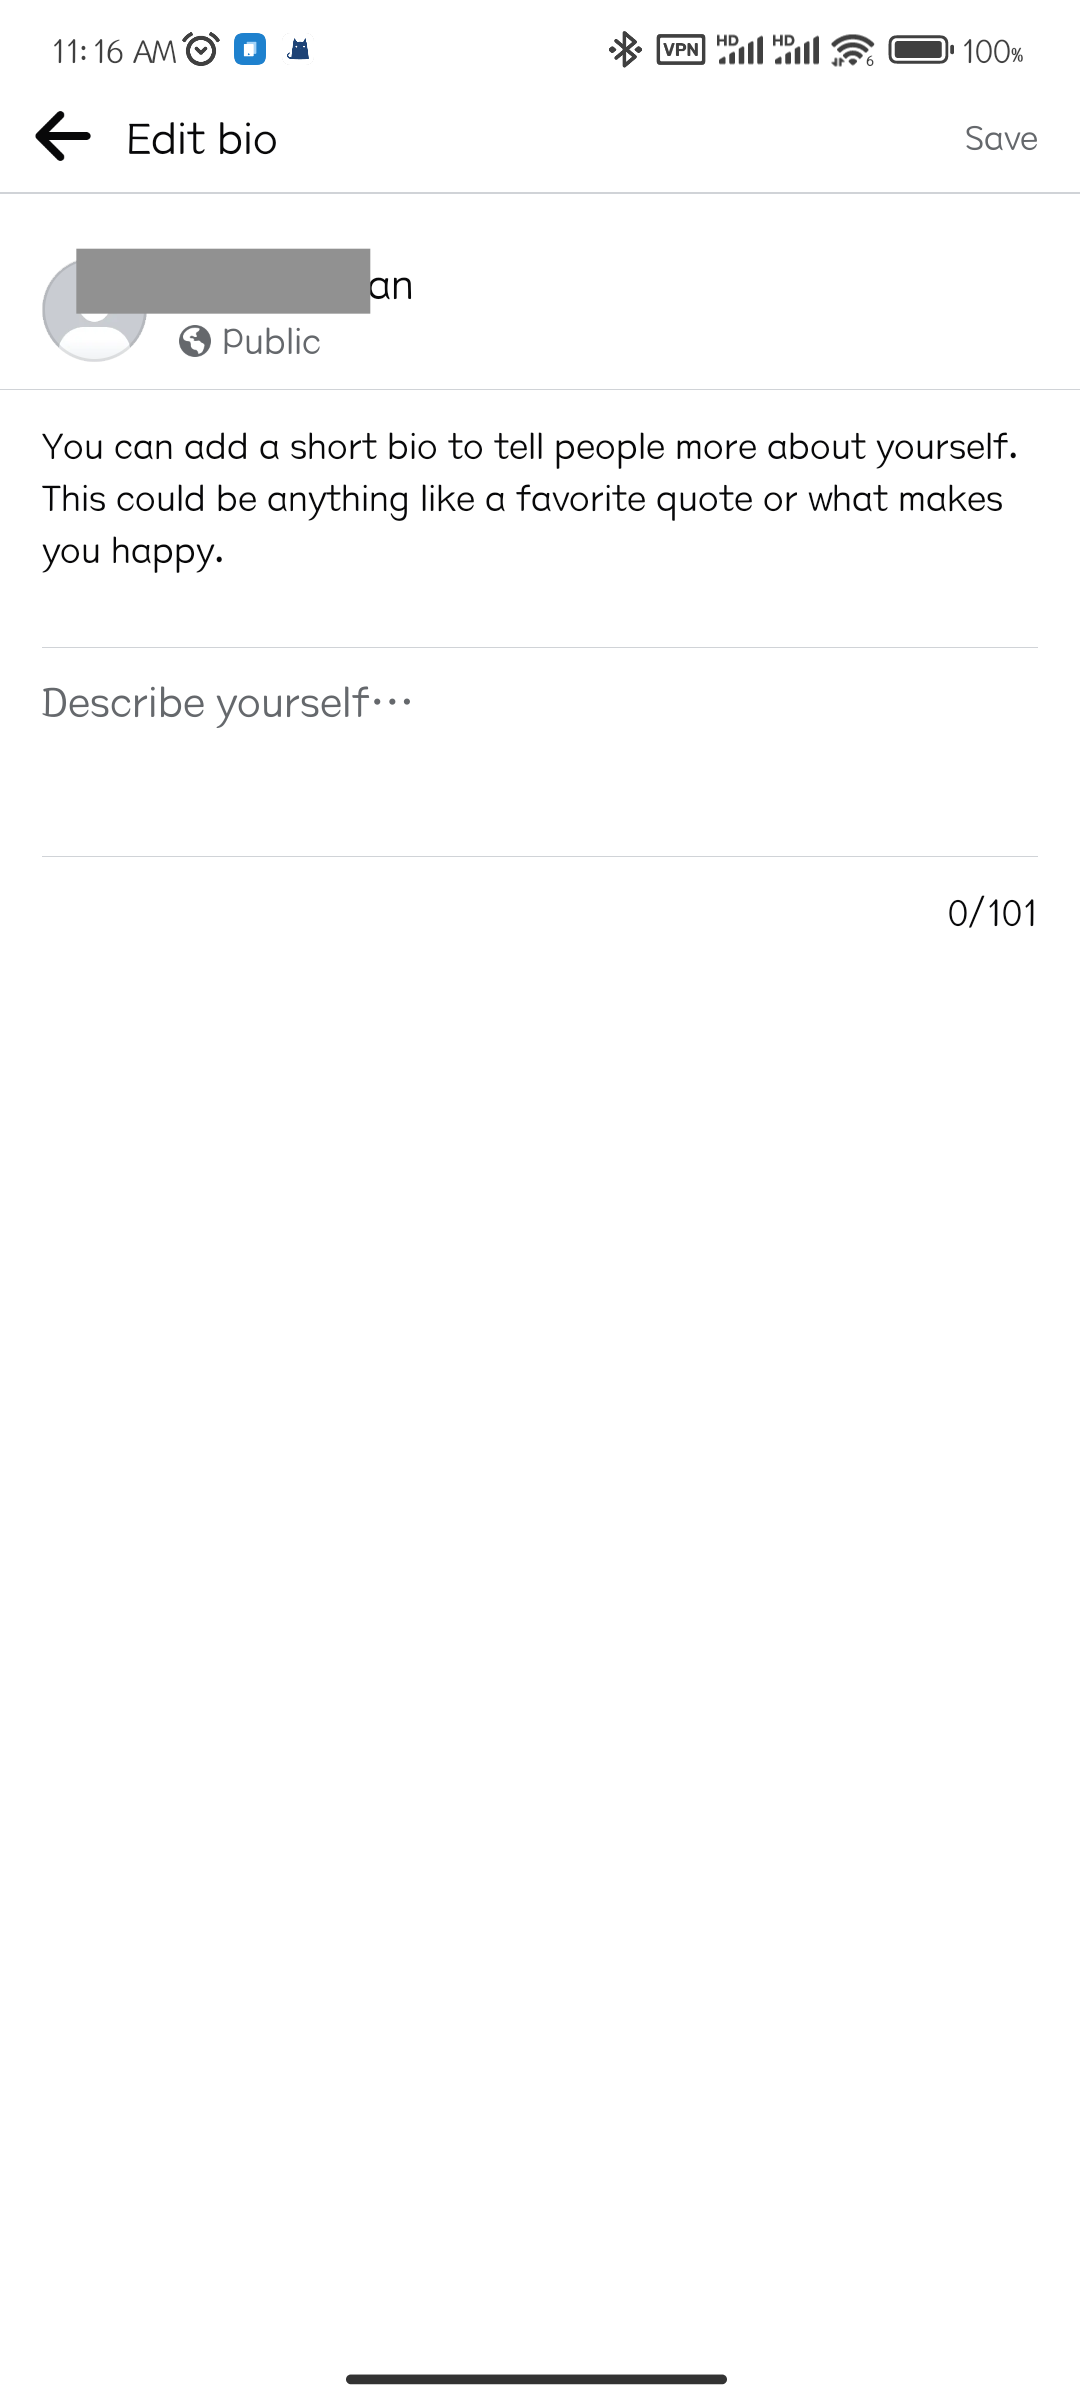 11:16 AM VPN HD HD 6 100%
Edit bio Save
an
Public
You can add a short bio to tell people more about yourself.
This could be anything like a favorite quote or what makes
you happy.
Describe yourself...
0/101